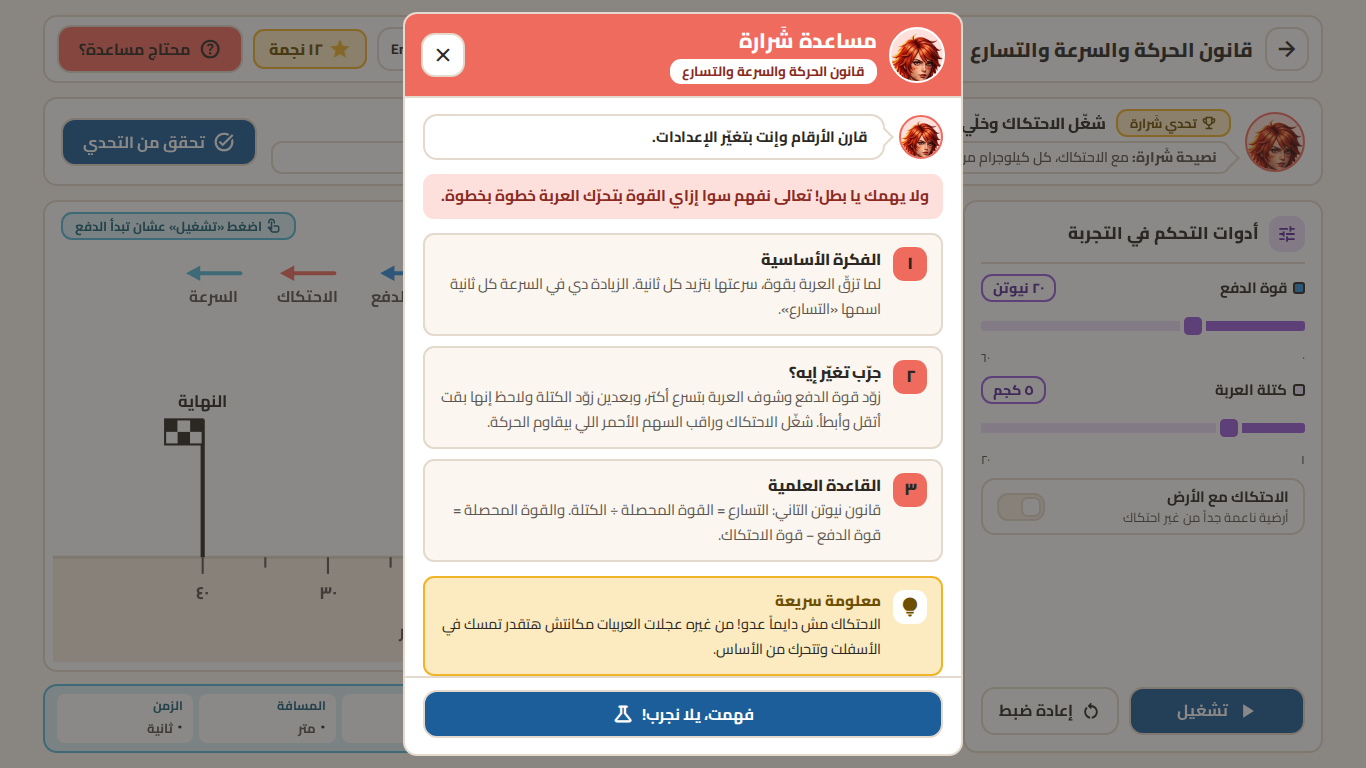 قانون الحركة والسرعة والتسارع
En
١٢ نجمة
محتاج مساعدة؟
تحدي شرارة
شغّل الاحتكاك وخلّي
نصيحة شرارة: مع الاحتكاك، كل كيلوجرام
تحقق من التحدي
أدوات التحكم في التجربة
قوة الدفع
٢٠ نيوتن
٠
٦٠
كتلة العربة
٥ كجم
١
٢٠
الاحتكاك مع الأرض
أرضية ناعمة جداً من غير احتكاك
تشغيل
إعادة ضبط
مساعدة شرارة
قانون الحركة والسرعة والتسارع
قارن الأرقام وإنت بتغيّر الإعدادات.
ولا يهمك يا بطل! تعالى نفهم سوا إزاي القوة بتحرّك العربة خطوة بخطوة.
١
الفكرة الأساسية
لما تزقّ العربة بقوة، سرعتها بتزيد كل ثانية. الزيادة دي في السرعة كل ثانية
اسمها «التسارع».
٢
جرّب تغيّر إيه؟
زوّد قوة الدفع وشوف العربة بتسرع أكتر، وبعدين زوّد الكتلة ولاحظ إنها بقت
أتقل وأبطأ. شغّل الاحتكاك وراقب السهم الأحمر اللي بيقاوم الحركة.
٣
القاعدة العلمية
قانون نيوتن التاني: التسارع = القوة المحصلة ÷ الكتلة. والقوة المحصلة =
قوة الدفع − قوة الاحتكاك.
معلومة سريعة
الاحتكاك مش دايماً عدو! من غيره عجلات العربيات مكانتش هتقدر تمسك في
الأسفلت وتتحرك من الأساس.
فهمت، يلا نجرب!
اضغط «تشغيل» عشان تبدأ الدفع
الدفع
الاحتكاك
السرعة
النهاية
٣٠
٤٠
المسافة
٠ متر
الزمن
٠ ثانية